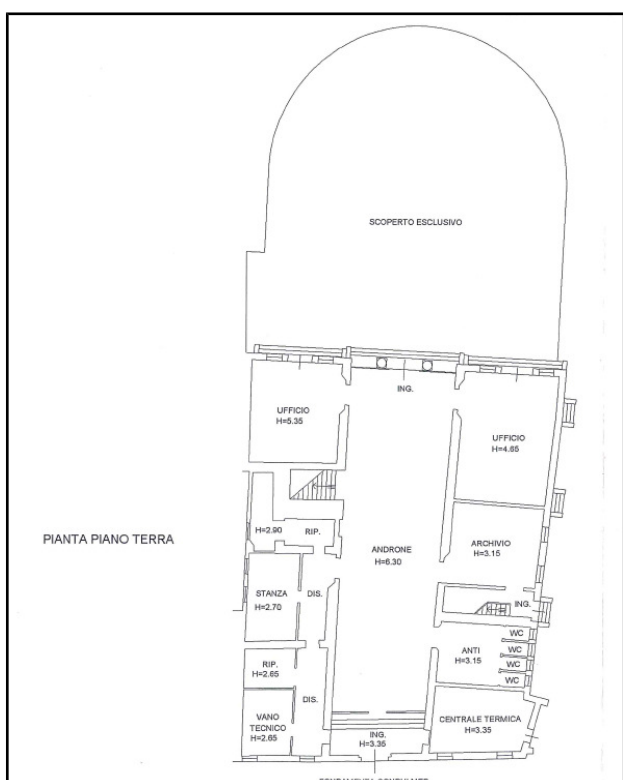 SCOPERTO ESCLUSIVO
ING.
UFFICIO
H=5.35
UFFICIO
H=4.65
H=2.90
RIP.
PIANTA PIANO TERRA
ANDRONE
H=6.30
ARCHIVIO
H=3.15
STANZA
H=2.70
DIS.
ING.
WC
ANTI
H=3.15
WC
WC
WC
RIP.
H=2.65
DIS.
VANO
TECNICO
H=2.65
CENTRALE TERMICA
H=3.35
ING.
H=3.35